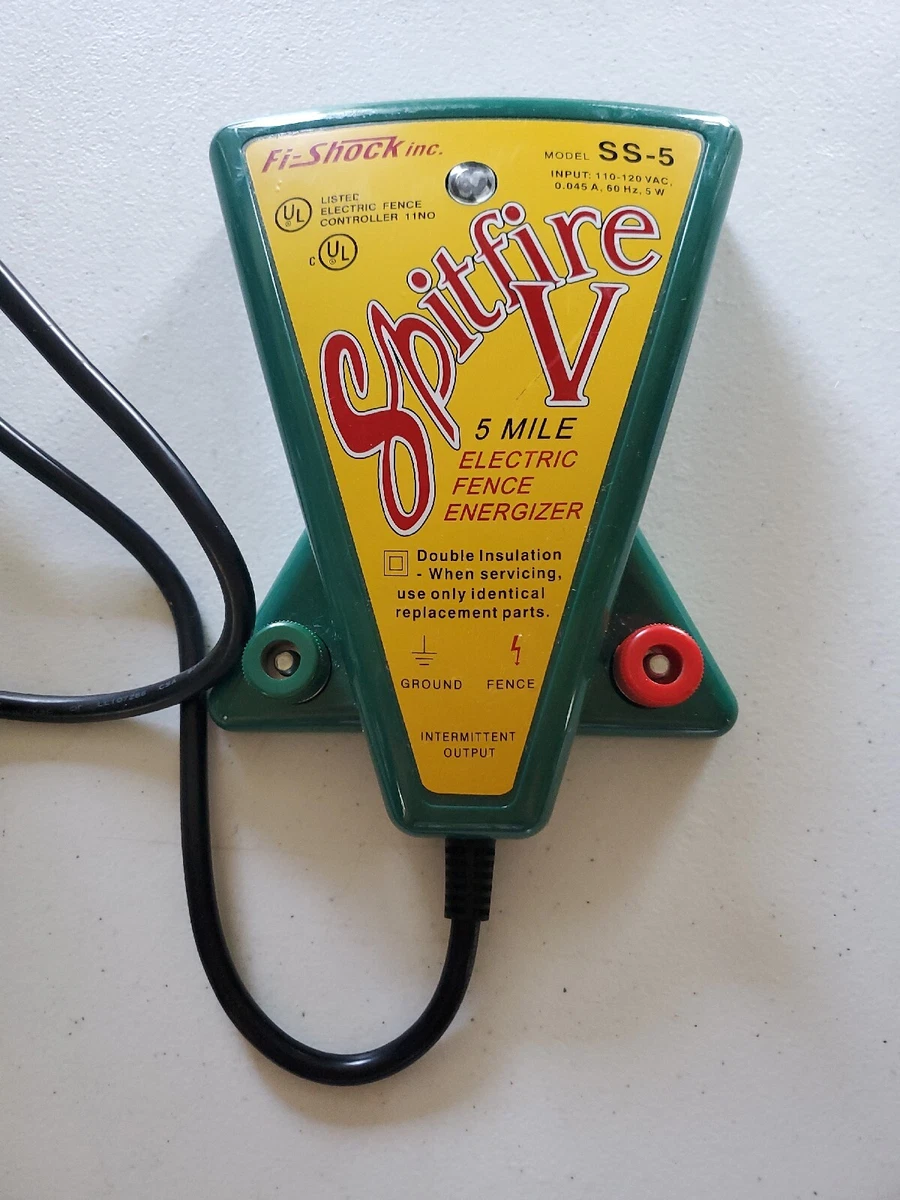 Fi-Shock inc.
MODEL SS-5
INPUT: 110-120 VAC,
0.045 A, 60 Hz, 5 W
UL
LISTED
ELECTRIC FENCE
CONTROLLER 11NO
C UL
Spitfire
V
5 MILE
ELECTRIC
FENCE
ENERGIZER
Double Insulation
- When servicing,
use only identical
replacement parts.
GROUND FENCE
INTERMITTENT
OUTPUT